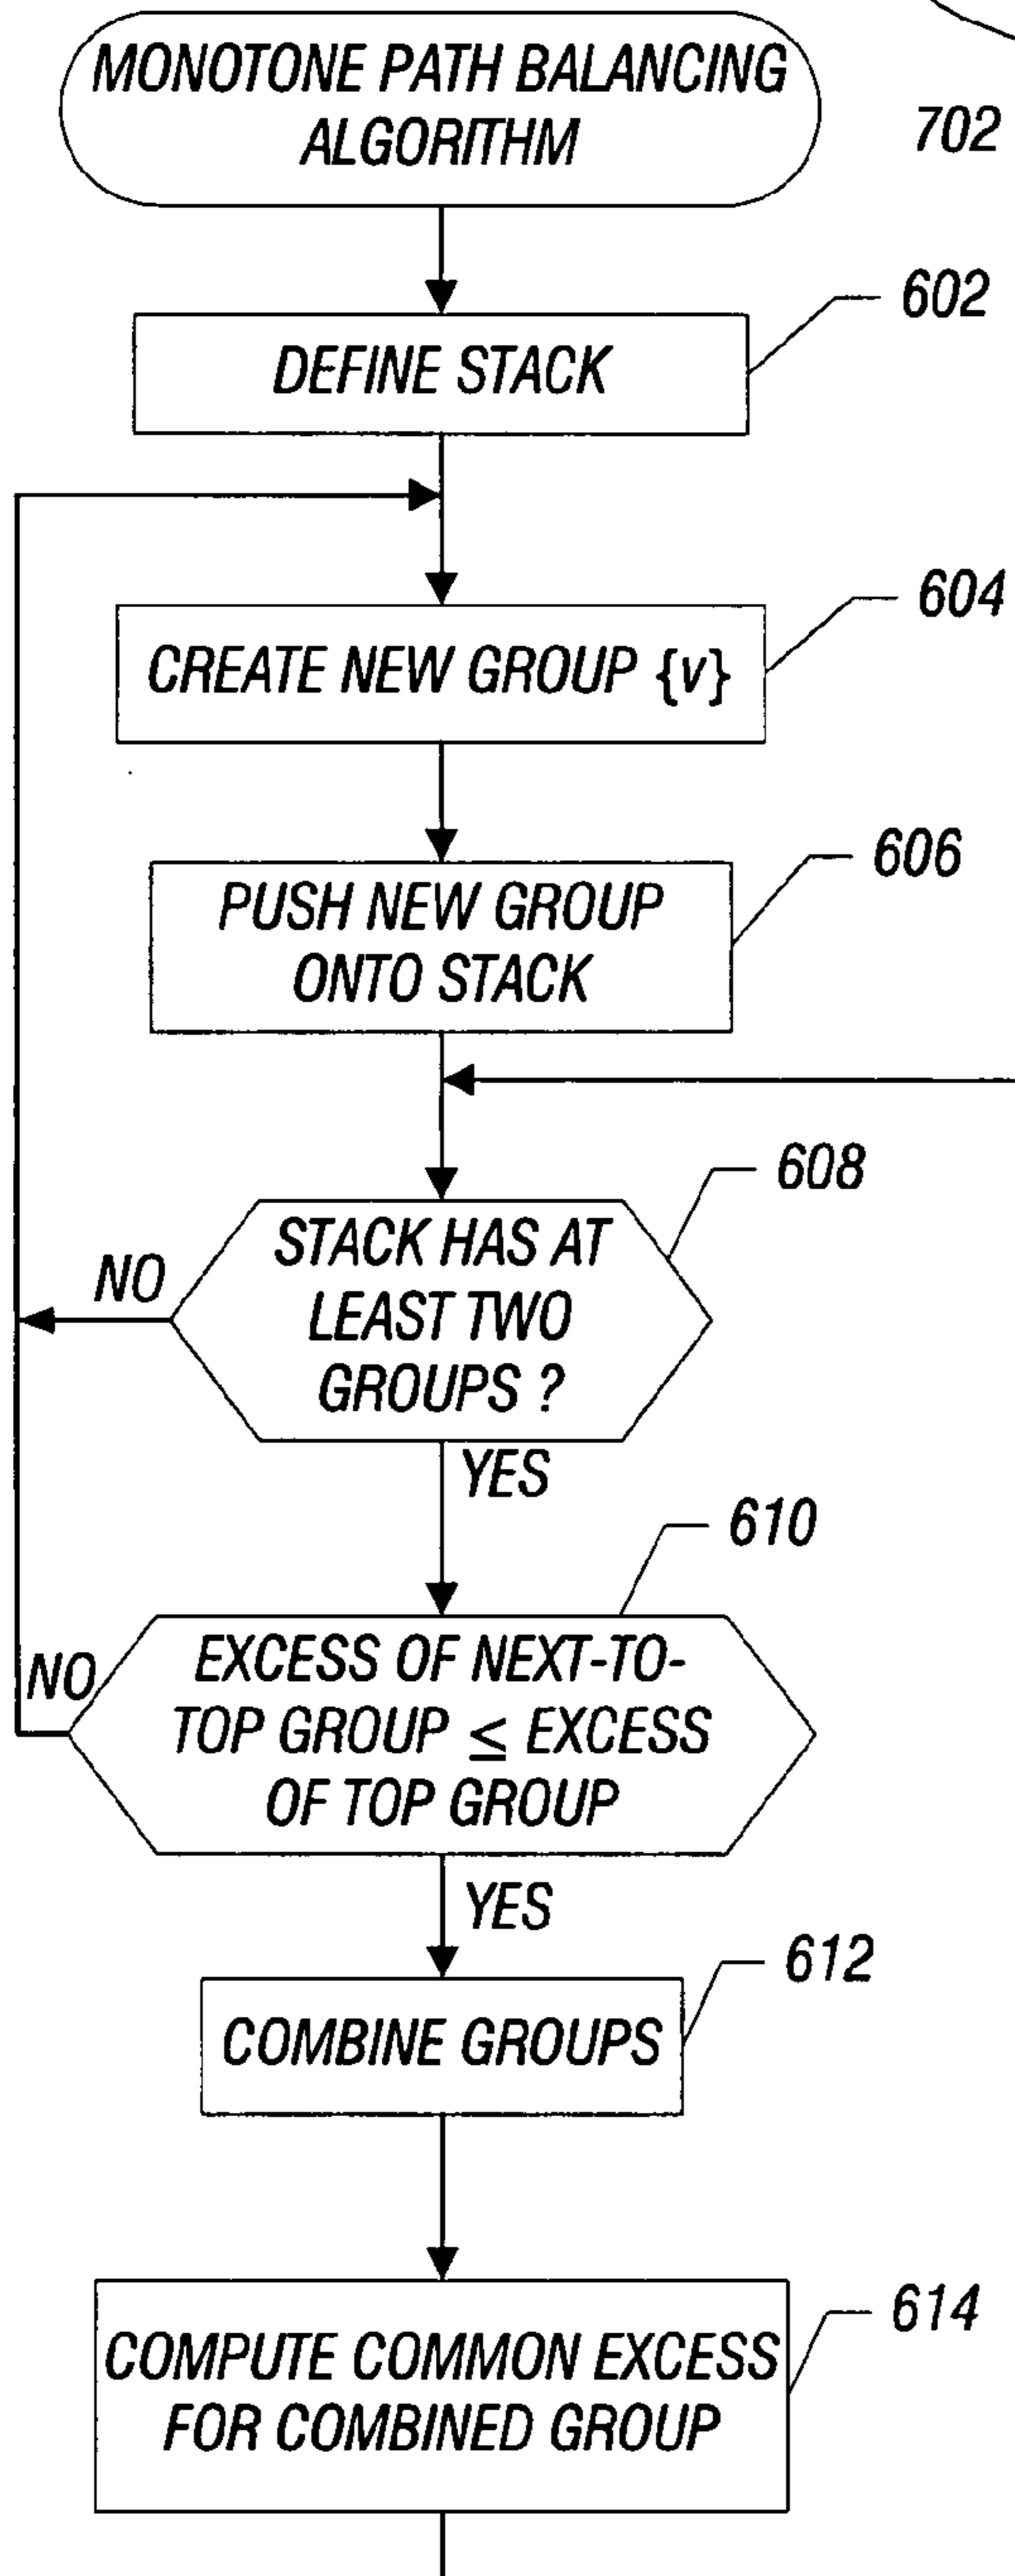 MONOTONE PATH BALANCING
ALGORITHM
702
602
DEFINE STACK
604
CREATE NEW GROUP {v}
606
PUSH NEW GROUP
ONTO STACK
608
STACK HAS AT
LEAST TWO
GROUPS ?
NO
YES
610
EXCESS OF NEXT-TO-
TOP GROUP ≤ EXCESS
OF TOP GROUP
NO
YES
612
COMBINE GROUPS
614
COMPUTE COMMON EXCESS
FOR COMBINED GROUP